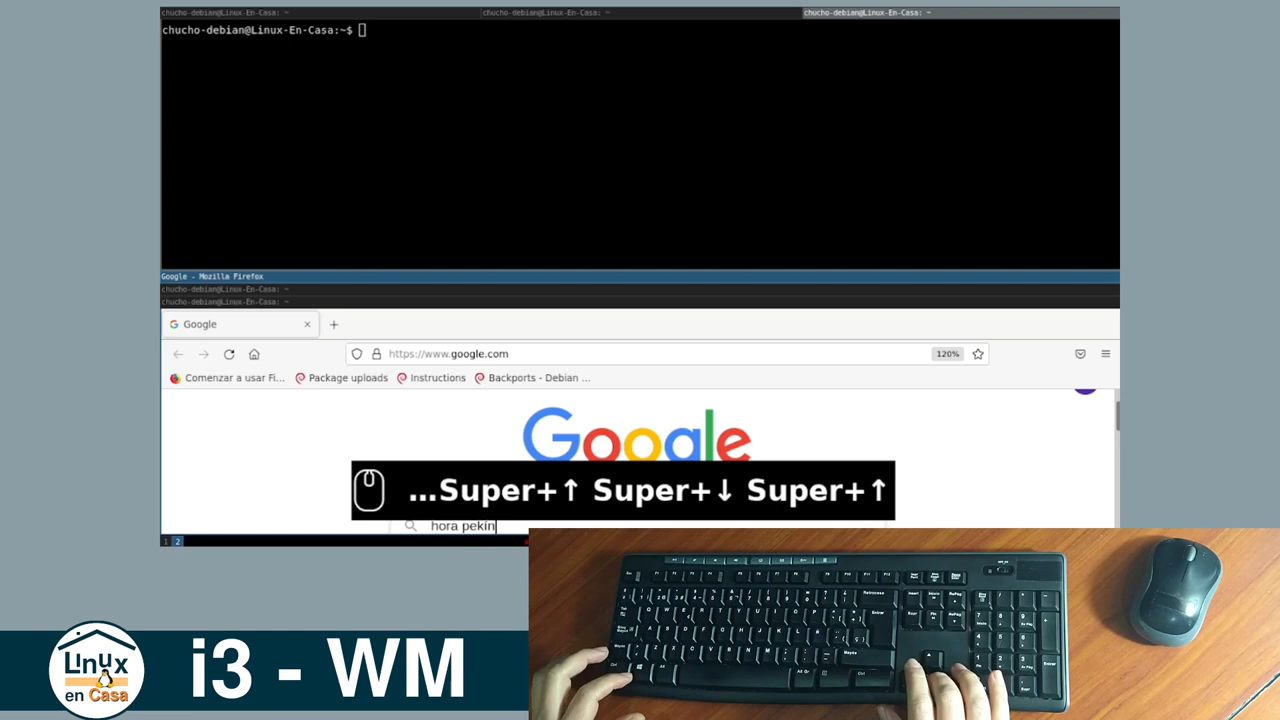 chucho-debian@Linux-En-Casa: ~ chucho-debian@Linux-En-Casa: ~ chucho-debian@Linux-En-Casa: ~
chucho-debian@Linux-En-Casa:~$
Google - Mozilla Firefox
chucho-debian@Linux-En-Casa: ~
chucho-debian@Linux-En-Casa: ~
Google
https://www.google.com 120%
Comenzar a usar Fi... Package uploads Instructions Backports - Debian ...
Google
...Super+↑ Super+↓ Super+↑
hora pekín
1 2
Linux
en Casa
i3 - WM